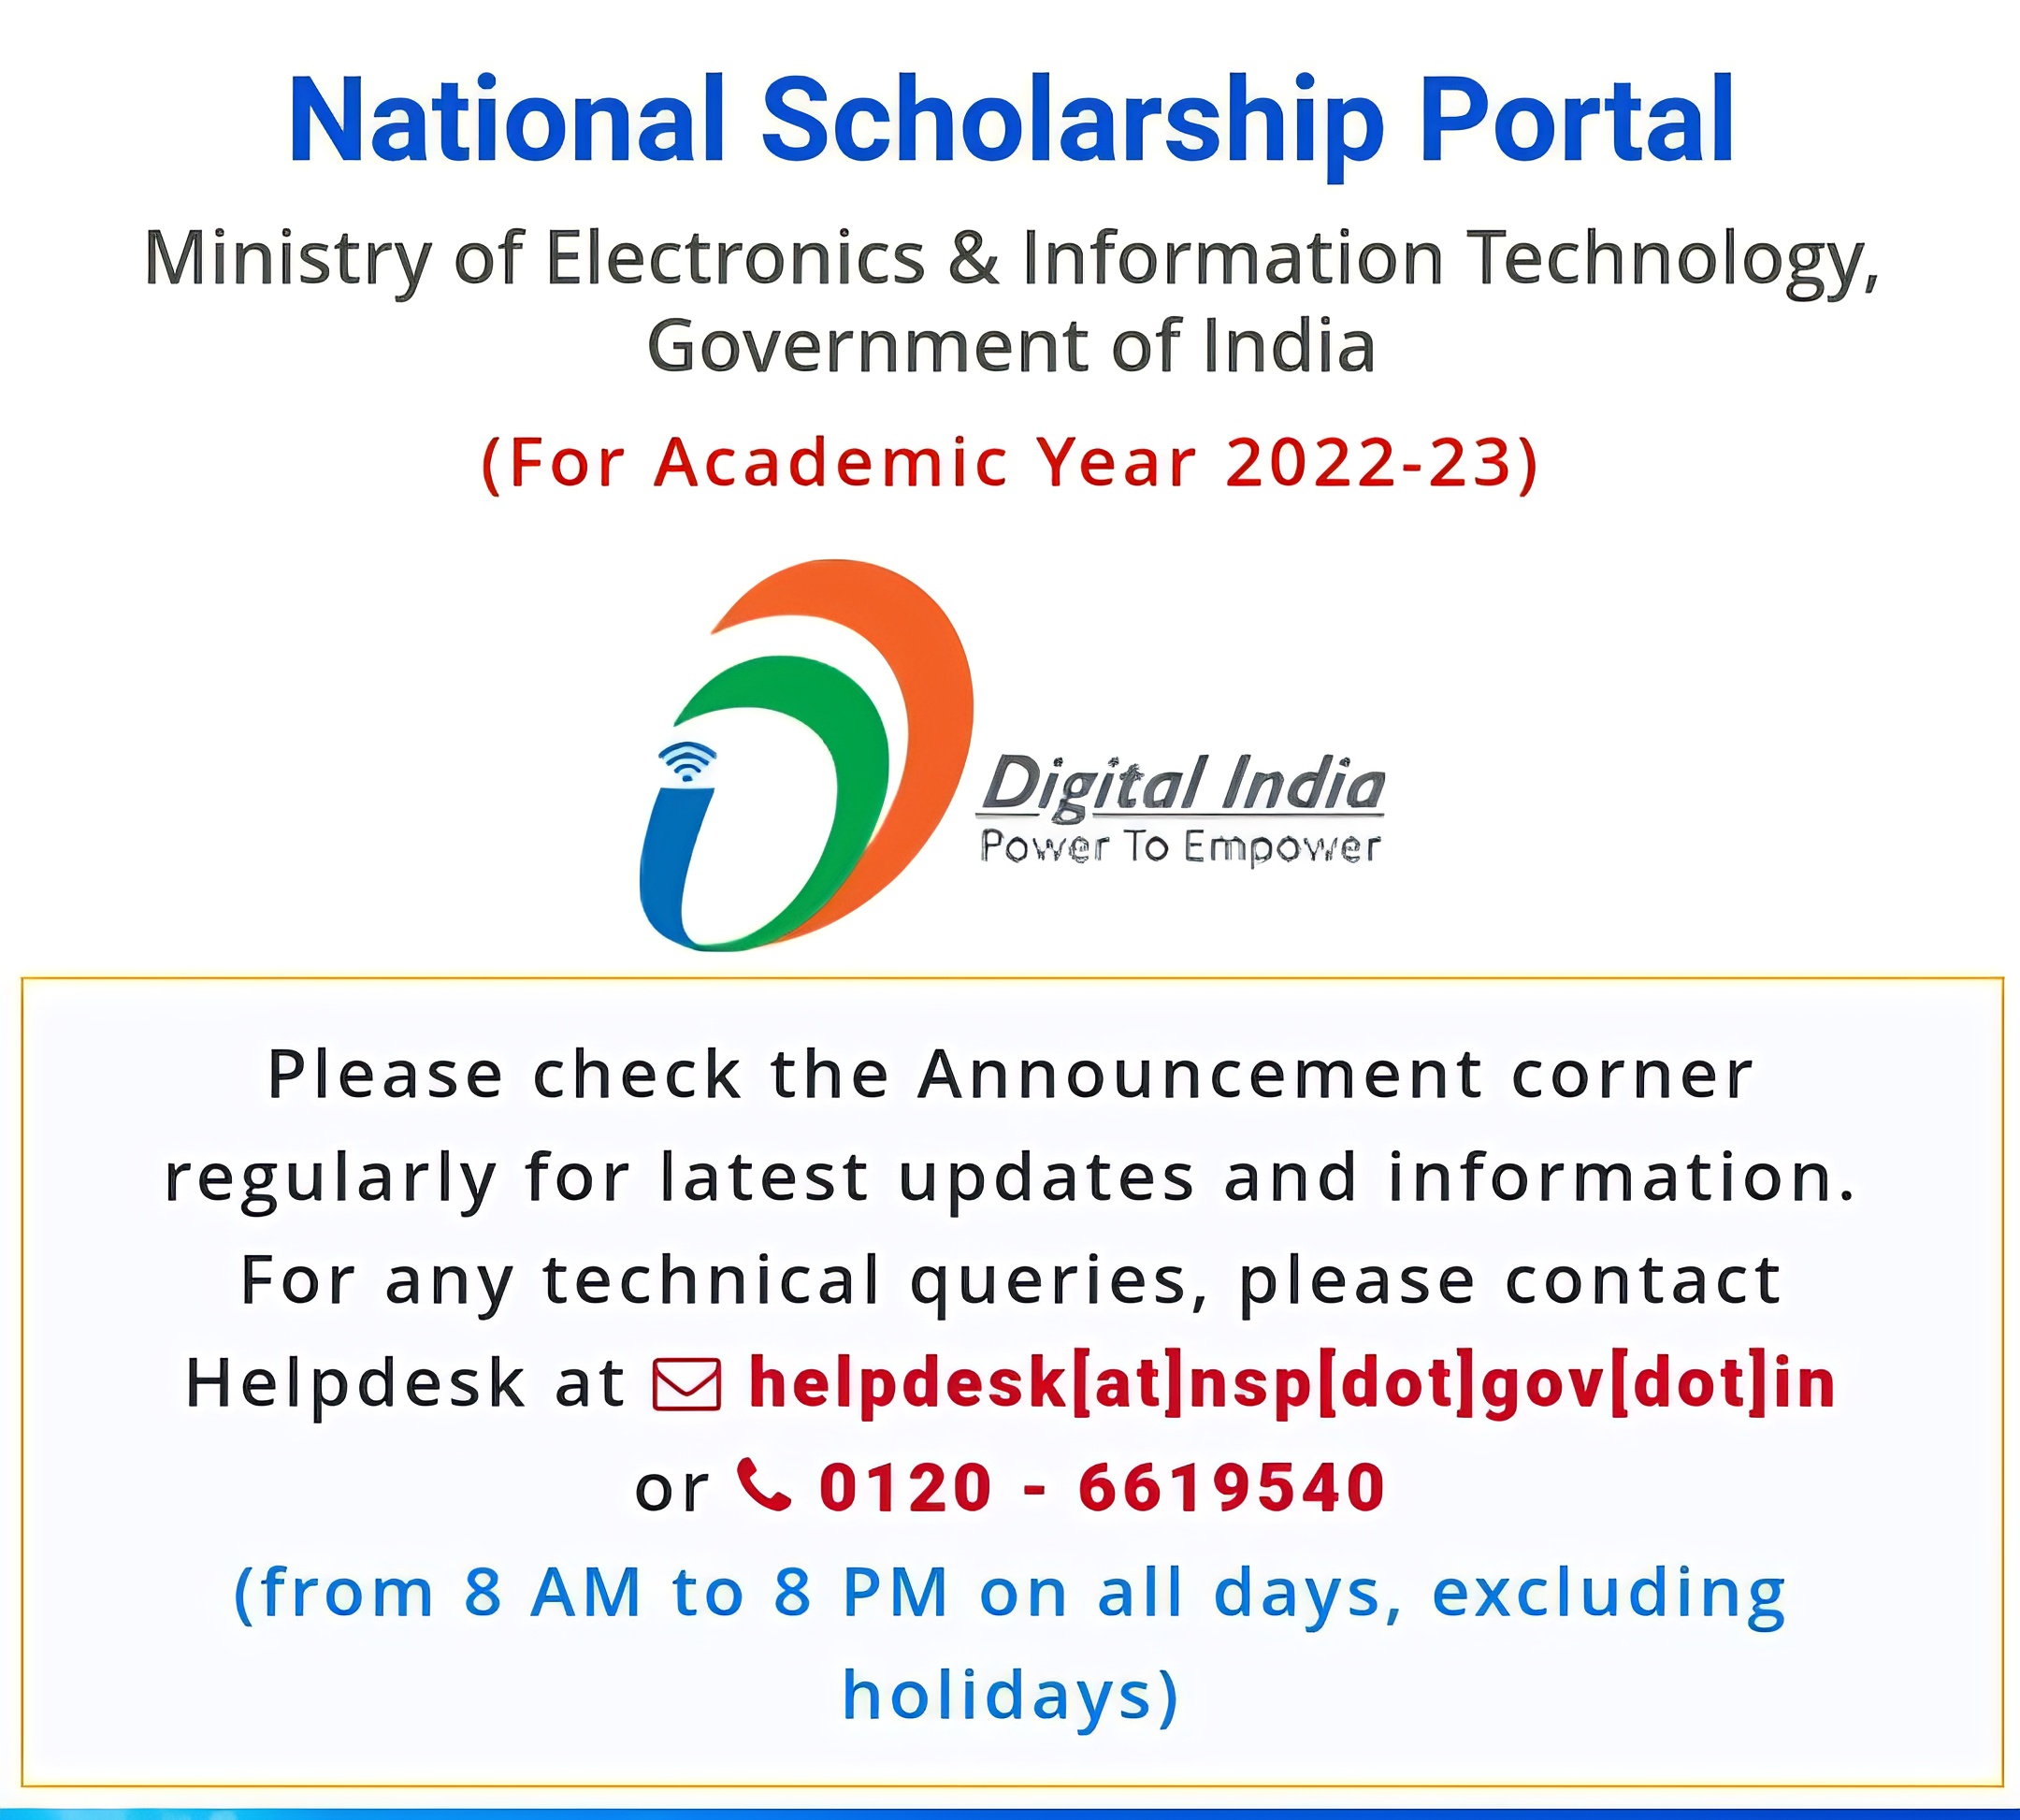 National Scholarship Portal
Ministry of Electronics & Information Technology,
Government of India
(For Academic Year 2022-23)
Digital India
Power To Empower
Please check the Announcement corner
regularly for latest updates and information.
For any technical queries, please contact
Helpdesk at helpdesk[at]nsp[dot]gov[dot]in
or 0120 - 6619540
(from 8 AM to 8 PM on all days, excluding
holidays)